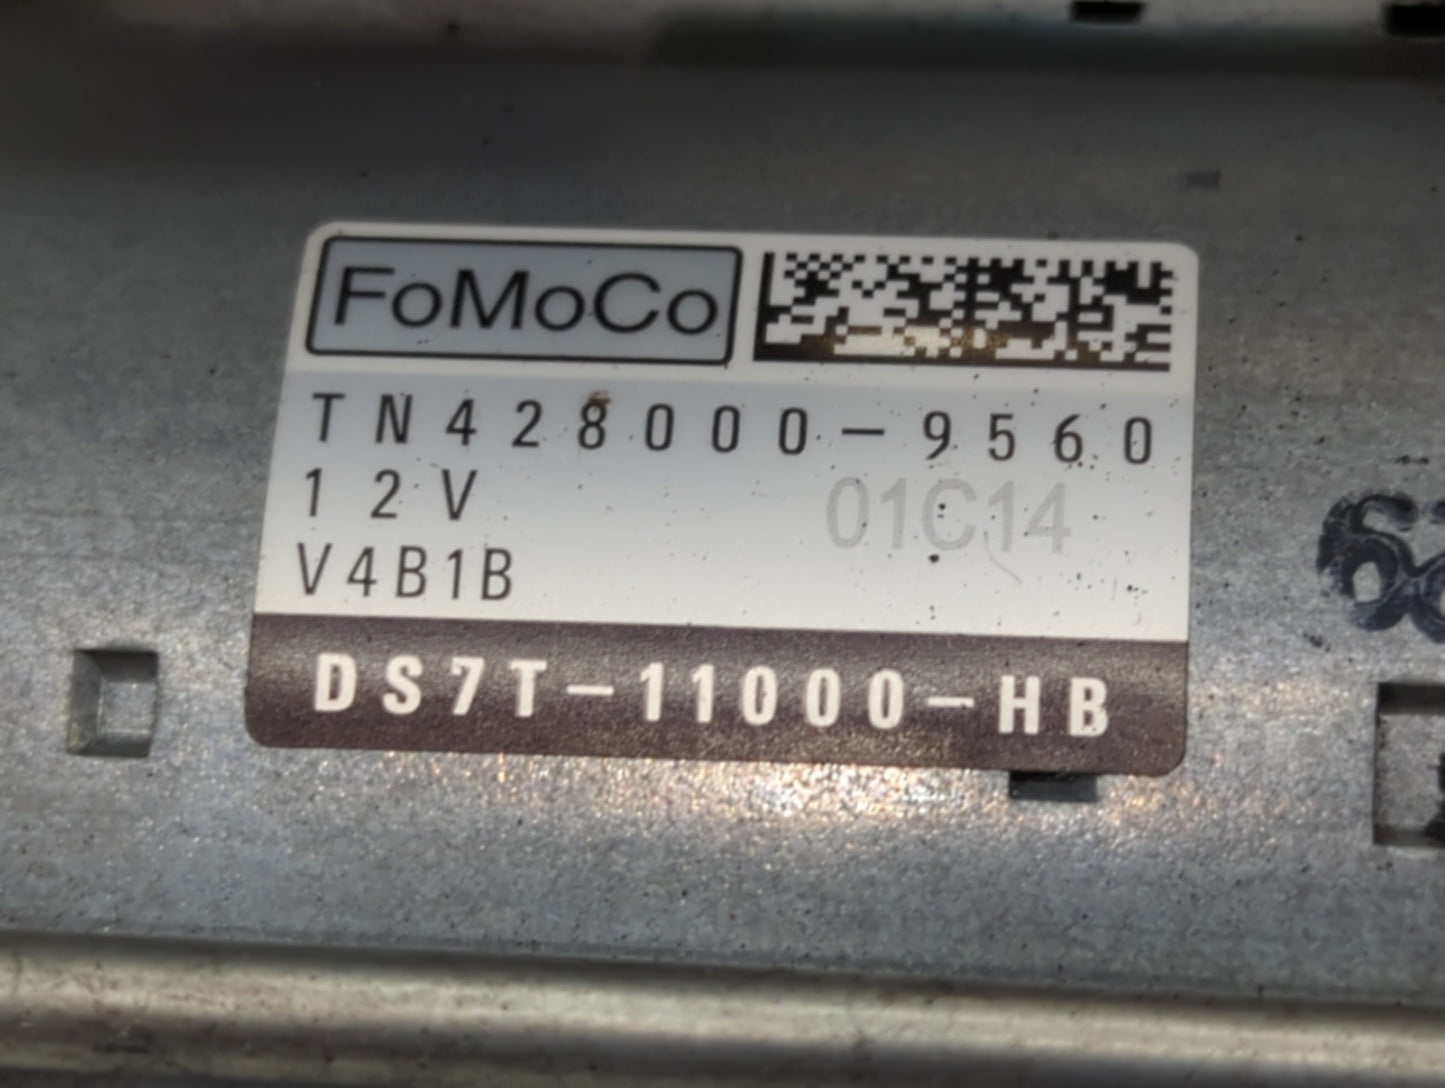 FoMoCo
TN428000-9560
12V
01C14
V4B1B
DS7T-11000-HB